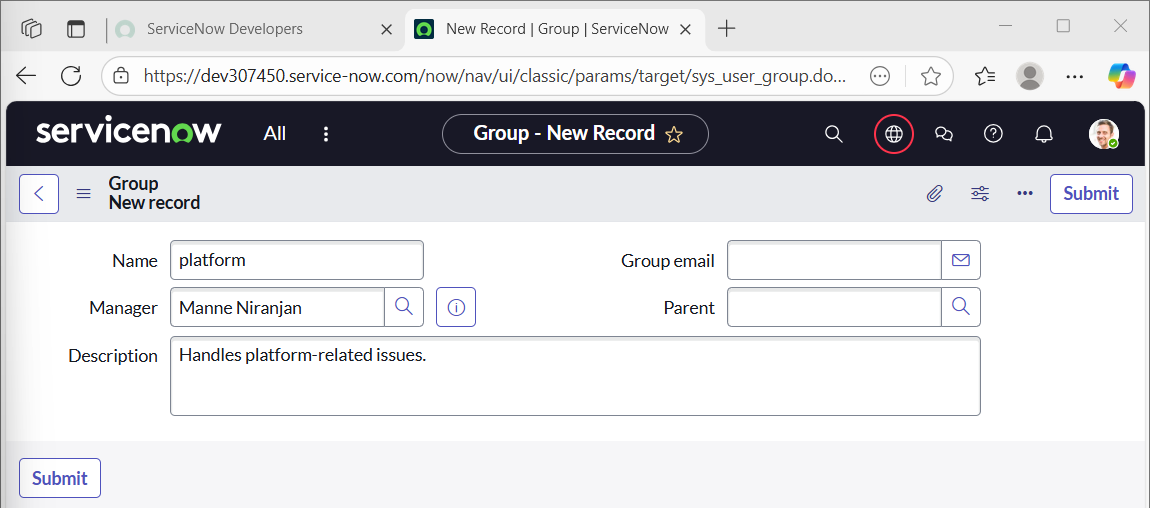 ServiceNow Developers
New Record | Group | ServiceNow
https://dev307450.service-now.com/now/nav/ui/classic/params/target/sys_user_group.do...
servicenow All Group - New Record
Group
New record
Submit
Name platform Group email
Manager Manne Niranjan Parent
Description Handles platform-related issues.
Submit